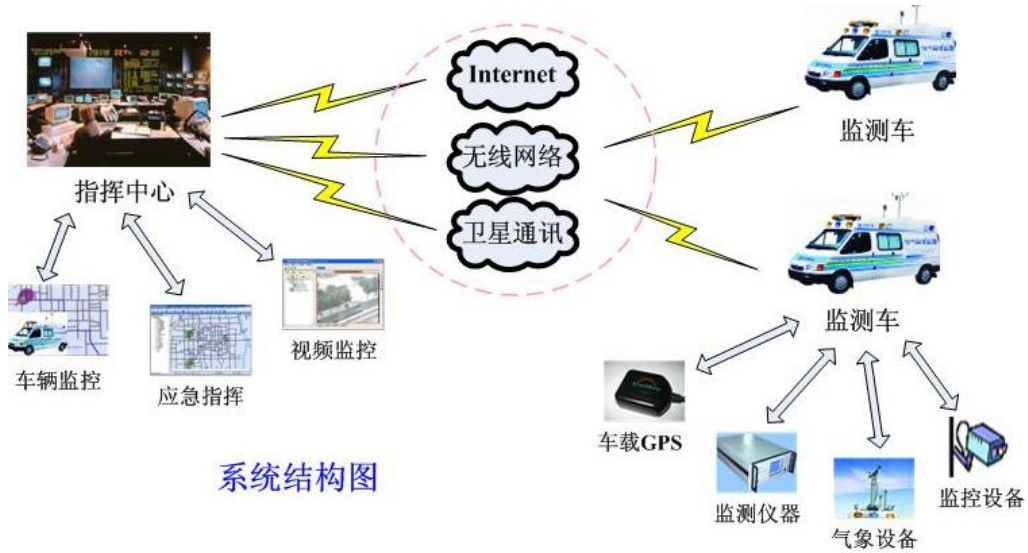 Internet
无线网络
卫星通讯
监测车
指挥中心
监测车
车辆监控
应急指挥
视频监控
车载GPS
监测仪器
气象设备
监控设备
系统结构图